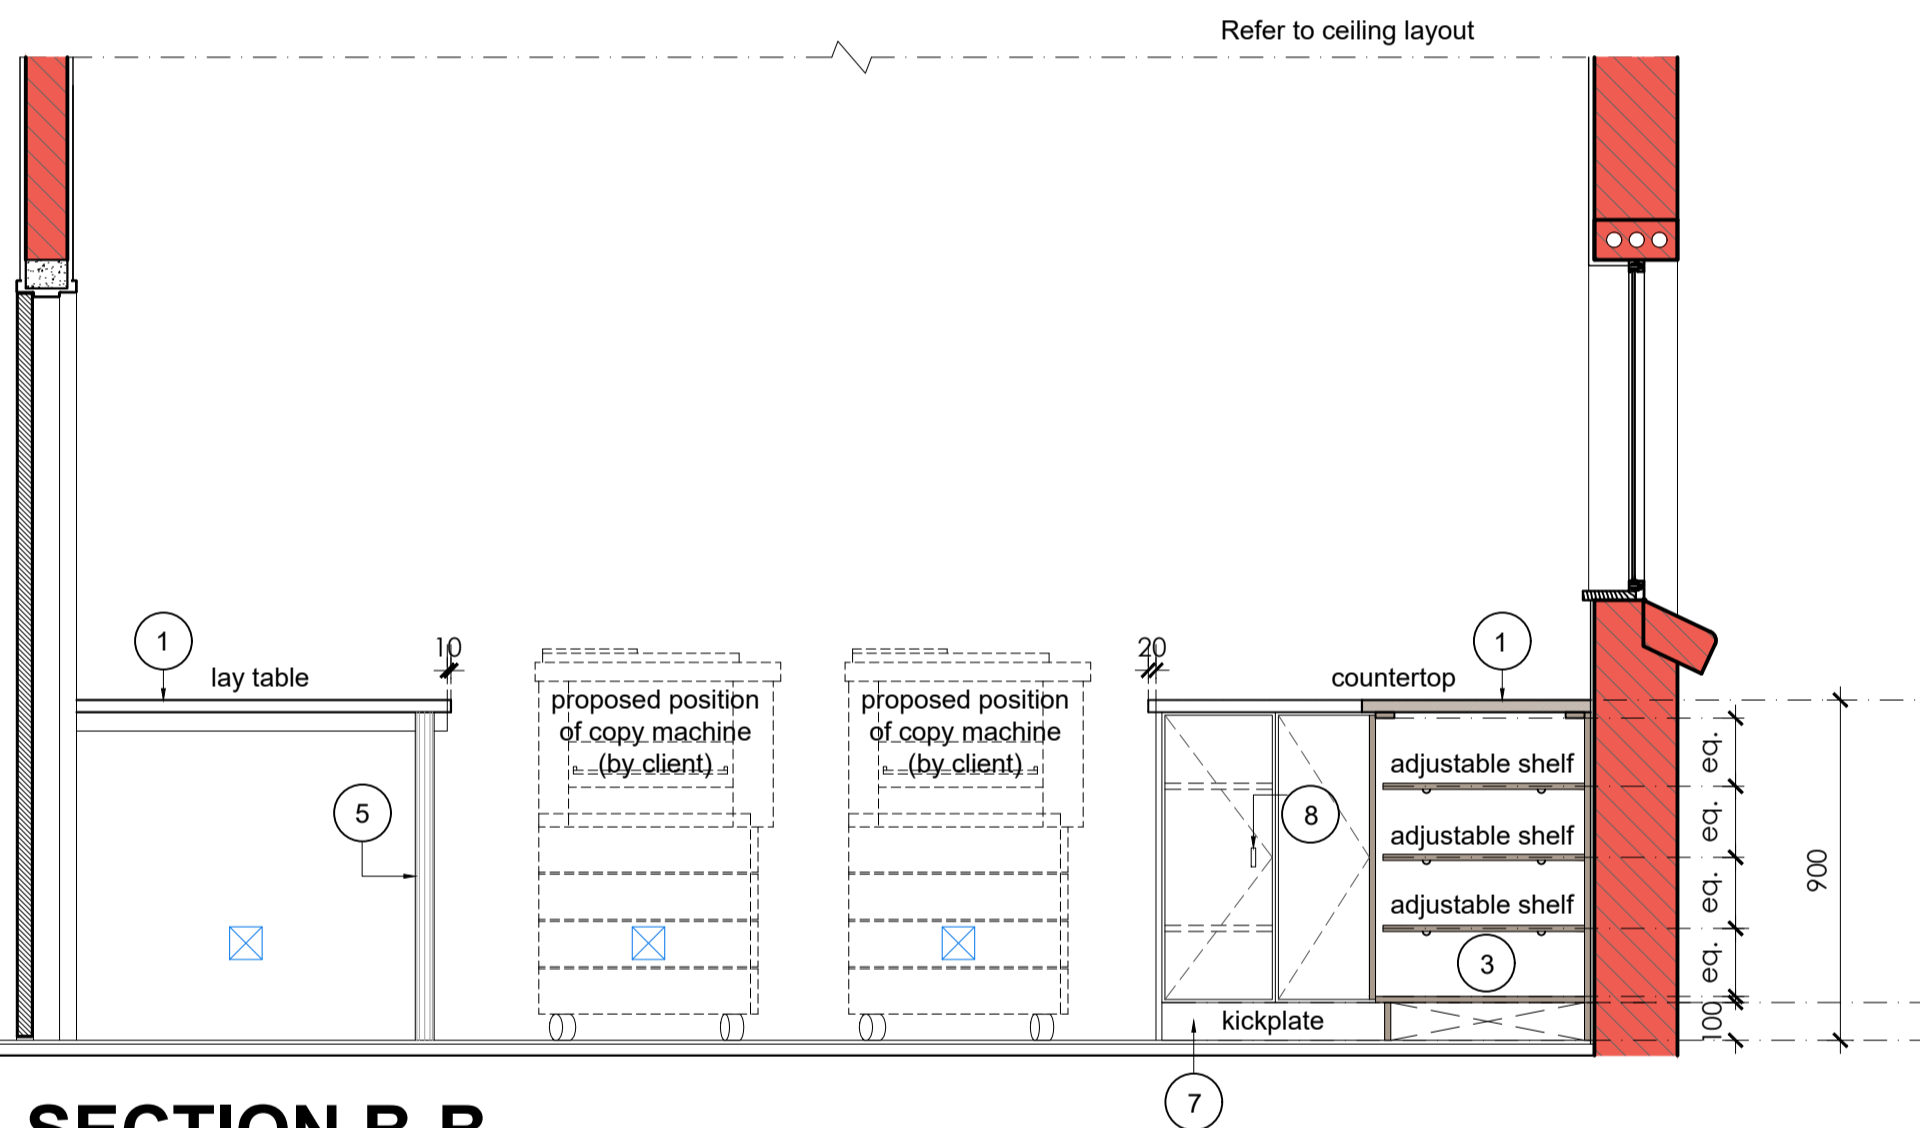 Refer to ceiling layout
1
lay table
10
proposed position
of copy machine
(by client)
proposed position
of copy machine
(by client)
20
1
countertop
5
8
adjustable shelf
adjustable shelf
adjustable shelf
3
kickplate
7
eq.
eq.
eq.
eq.
100
900
SECTION B-B